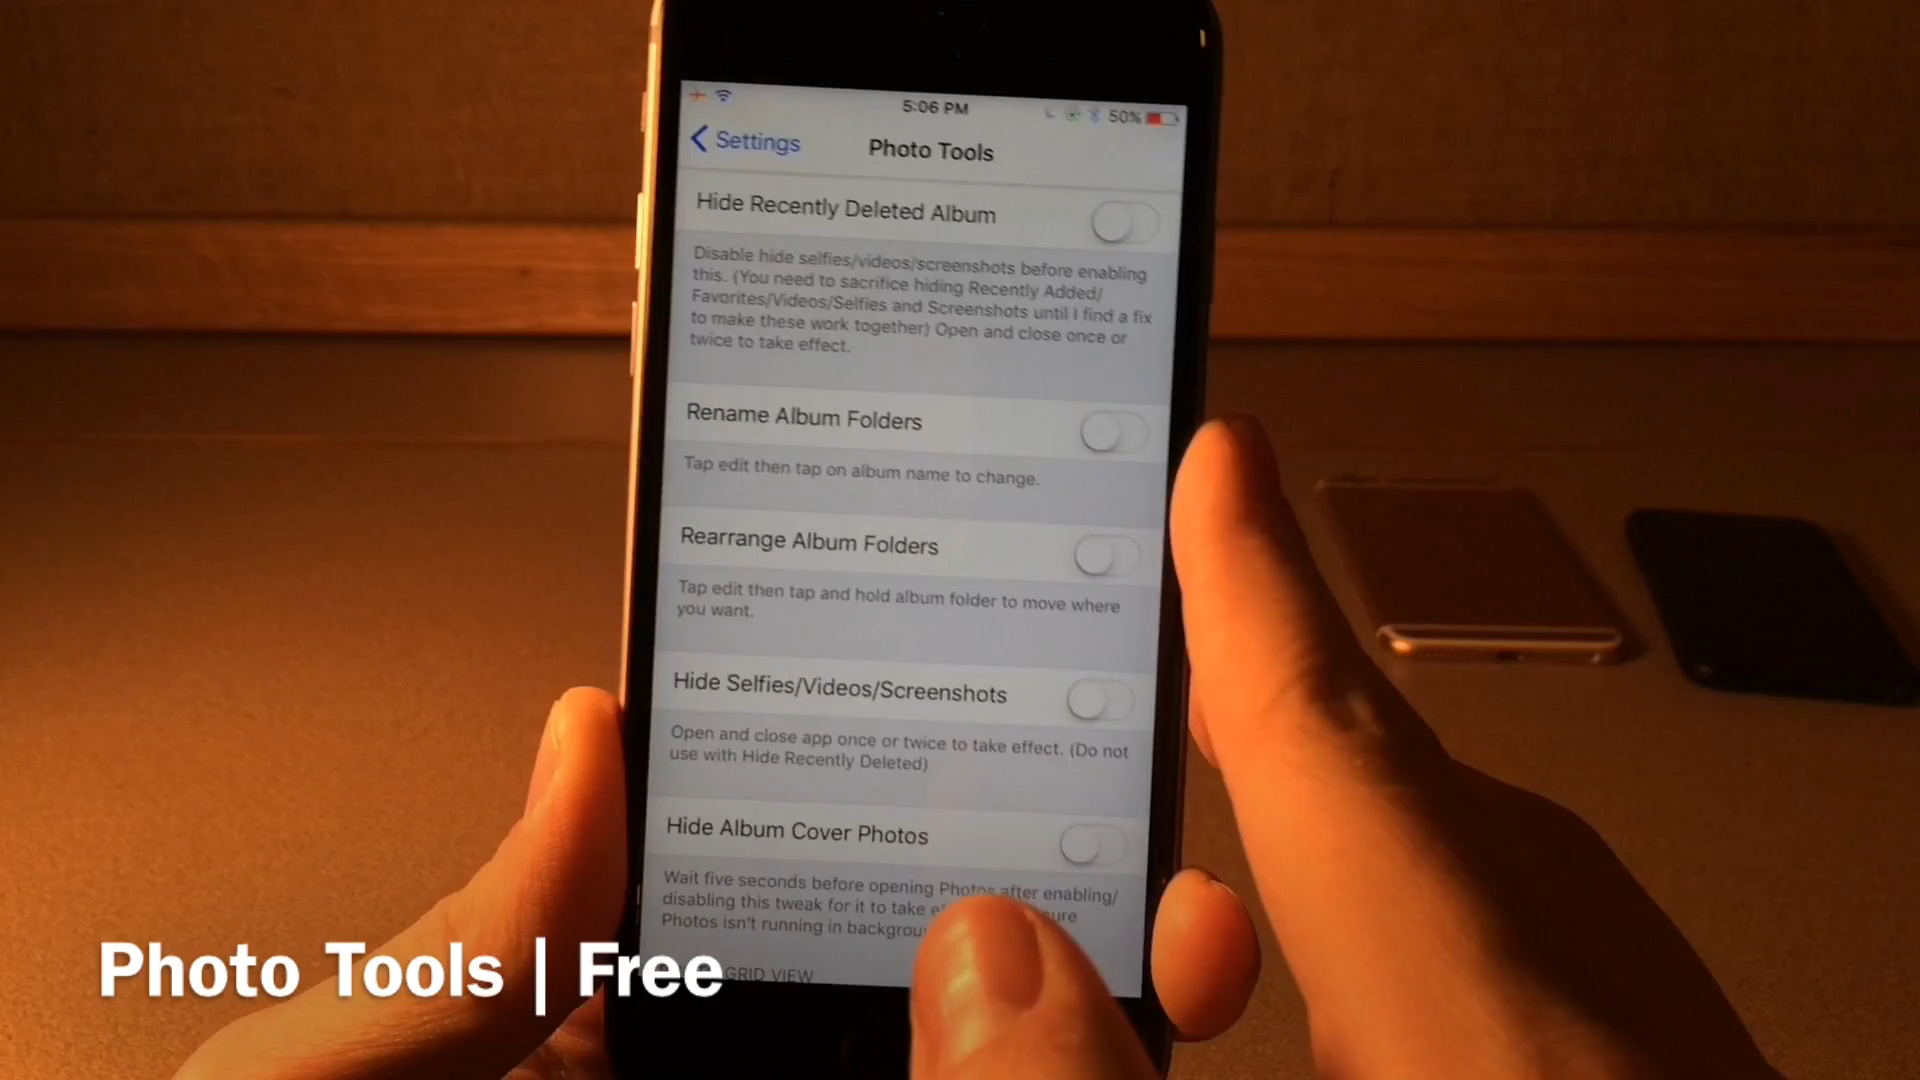 5:06 PM
50%
Settings
Photo Tools
Hide Recently Deleted Album
Disable hide selfies/videos/screenshots before enabling
this. (You need to sacrifice hiding Recently Added/
Favorites/Videos/Selfies and Screenshots until I find a fix
to make these work together) Open and close once or
twice to take effect.
Rename Album Folders
Tap edit then tap on album name to change.
Rearrange Album Folders
Tap edit then tap and hold album folder to move where
you want.
Hide Selfies/Videos/Screenshots
Open and close app once or twice to take effect. (Do not
use with Hide Recently Deleted)
Hide Album Cover Photos
Wait five seconds before opening Photos after enabling/
disabling this tweak for it to take
Photos isn't running in
GRID VIEW
Photo Tools | Free